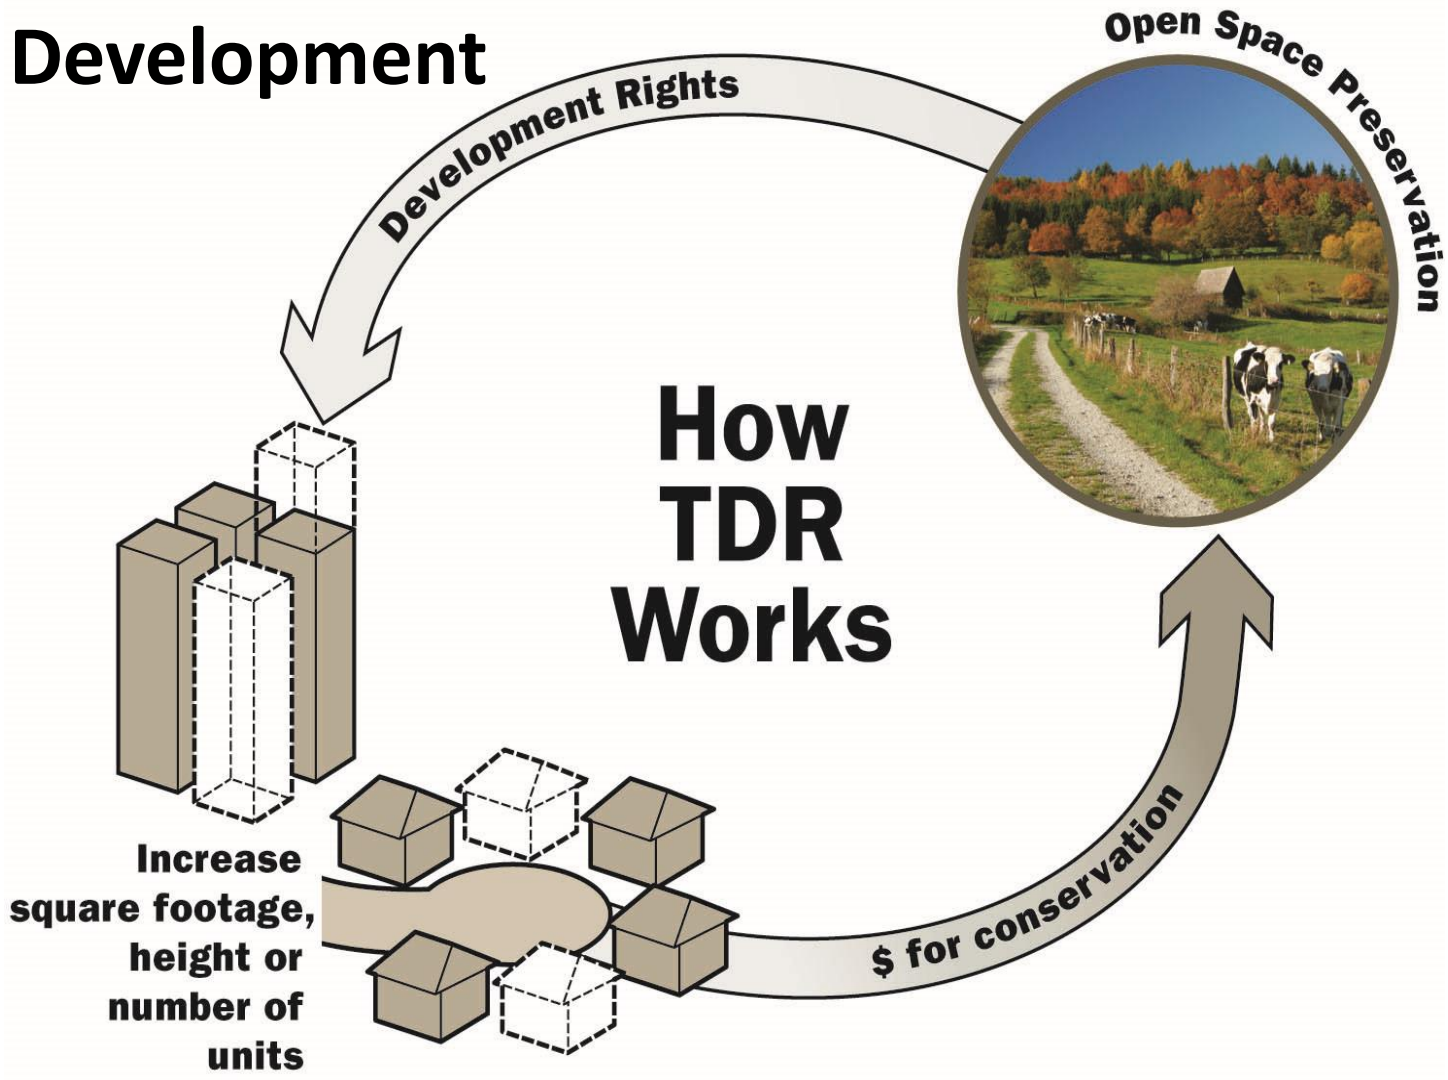 Development
Development Rights
Open Space Preservation
How
TDR
Works
Increase
square footage,
height or
number of
units
$ for conservation